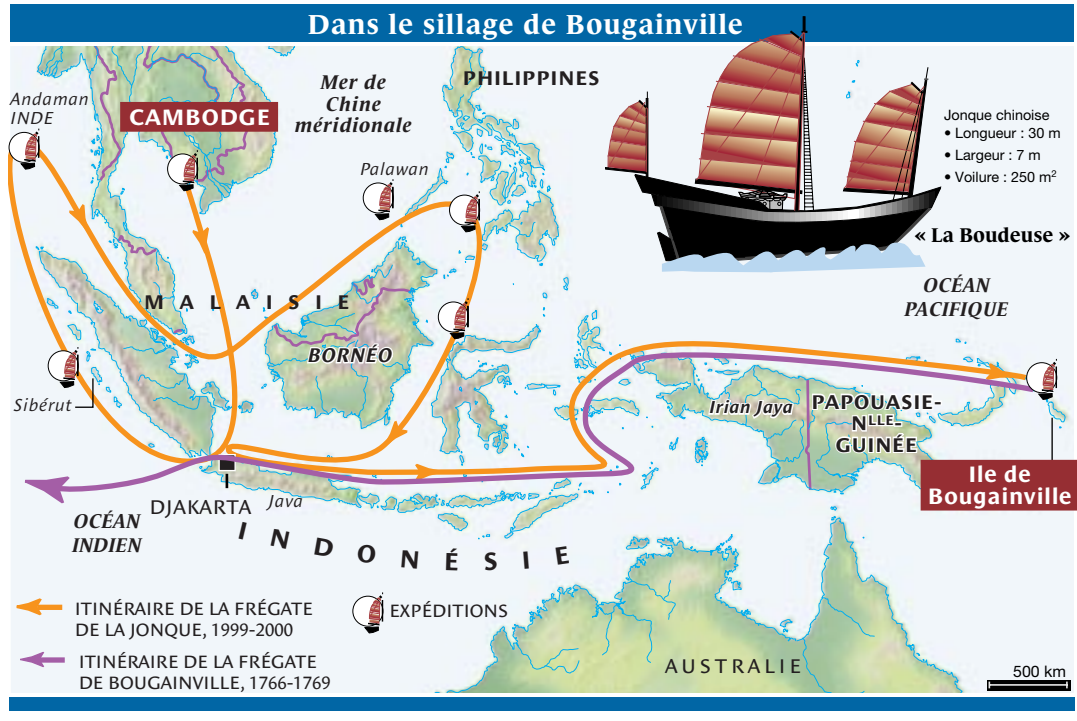 Dans le sillage de Bougainville
Andaman
INDE
CAMBODGE
Mer de
Chine
méridionale
PHILIPPINES
Palawan
Jonque chinoise
• Longueur : 30 m
• Largeur : 7 m
• Voilure : 250 m²
« La Boudeuse »
OCÉAN
PACIFIQUE
MALAISIE
BORNÉO
Sibérut
Irian Jaya
PAPOUASIE-
NLLE-
GUINÉE
Ile de
Bougainville
DJAKARTA
Java
OCÉAN
INDIEN
INDONÉSIE
ITINÉRAIRE DE LA FRÉGATE
DE LA JONQUE, 1999-2000
EXPÉDITIONS
ITINÉRAIRE DE LA FRÉGATE
DE BOUGAINVILLE, 1766-1769
AUSTRALIE
500 km